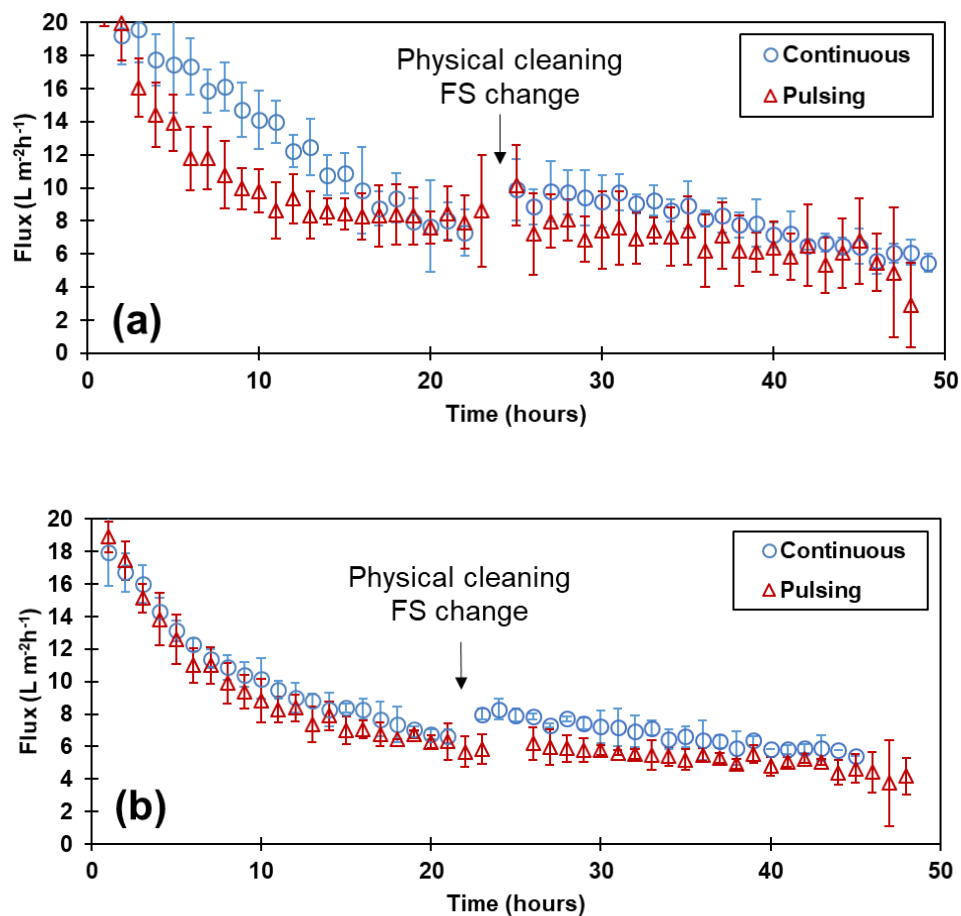 20
18
16
14
12
10
8
6
4
2
0
Flux (L m-2h-1)
Continuous
Pulsing
Physical cleaning
FS change
(a)
0 10 20 30 40 50
Time (hours)
20
18
16
14
12
10
8
6
4
2
0
Flux (L m-2h-1)
Continuous
Pulsing
Physical cleaning
FS change
(b)
0 10 20 30 40 50
Time (hours)